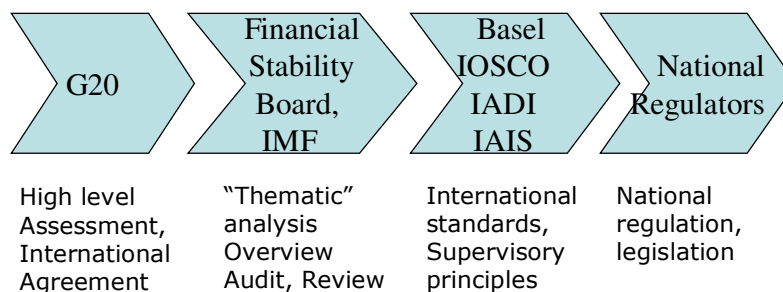 G20
Financial
Stability
Board,
IMF
Basel
IOSCO
IADI
IAIS
National
Regulators
High level
Assessment,
International
Agreement
“Thematic”
analysis
Overview
Audit, Review
International
standards,
Supervisory
principles
National
regulation,
legislation